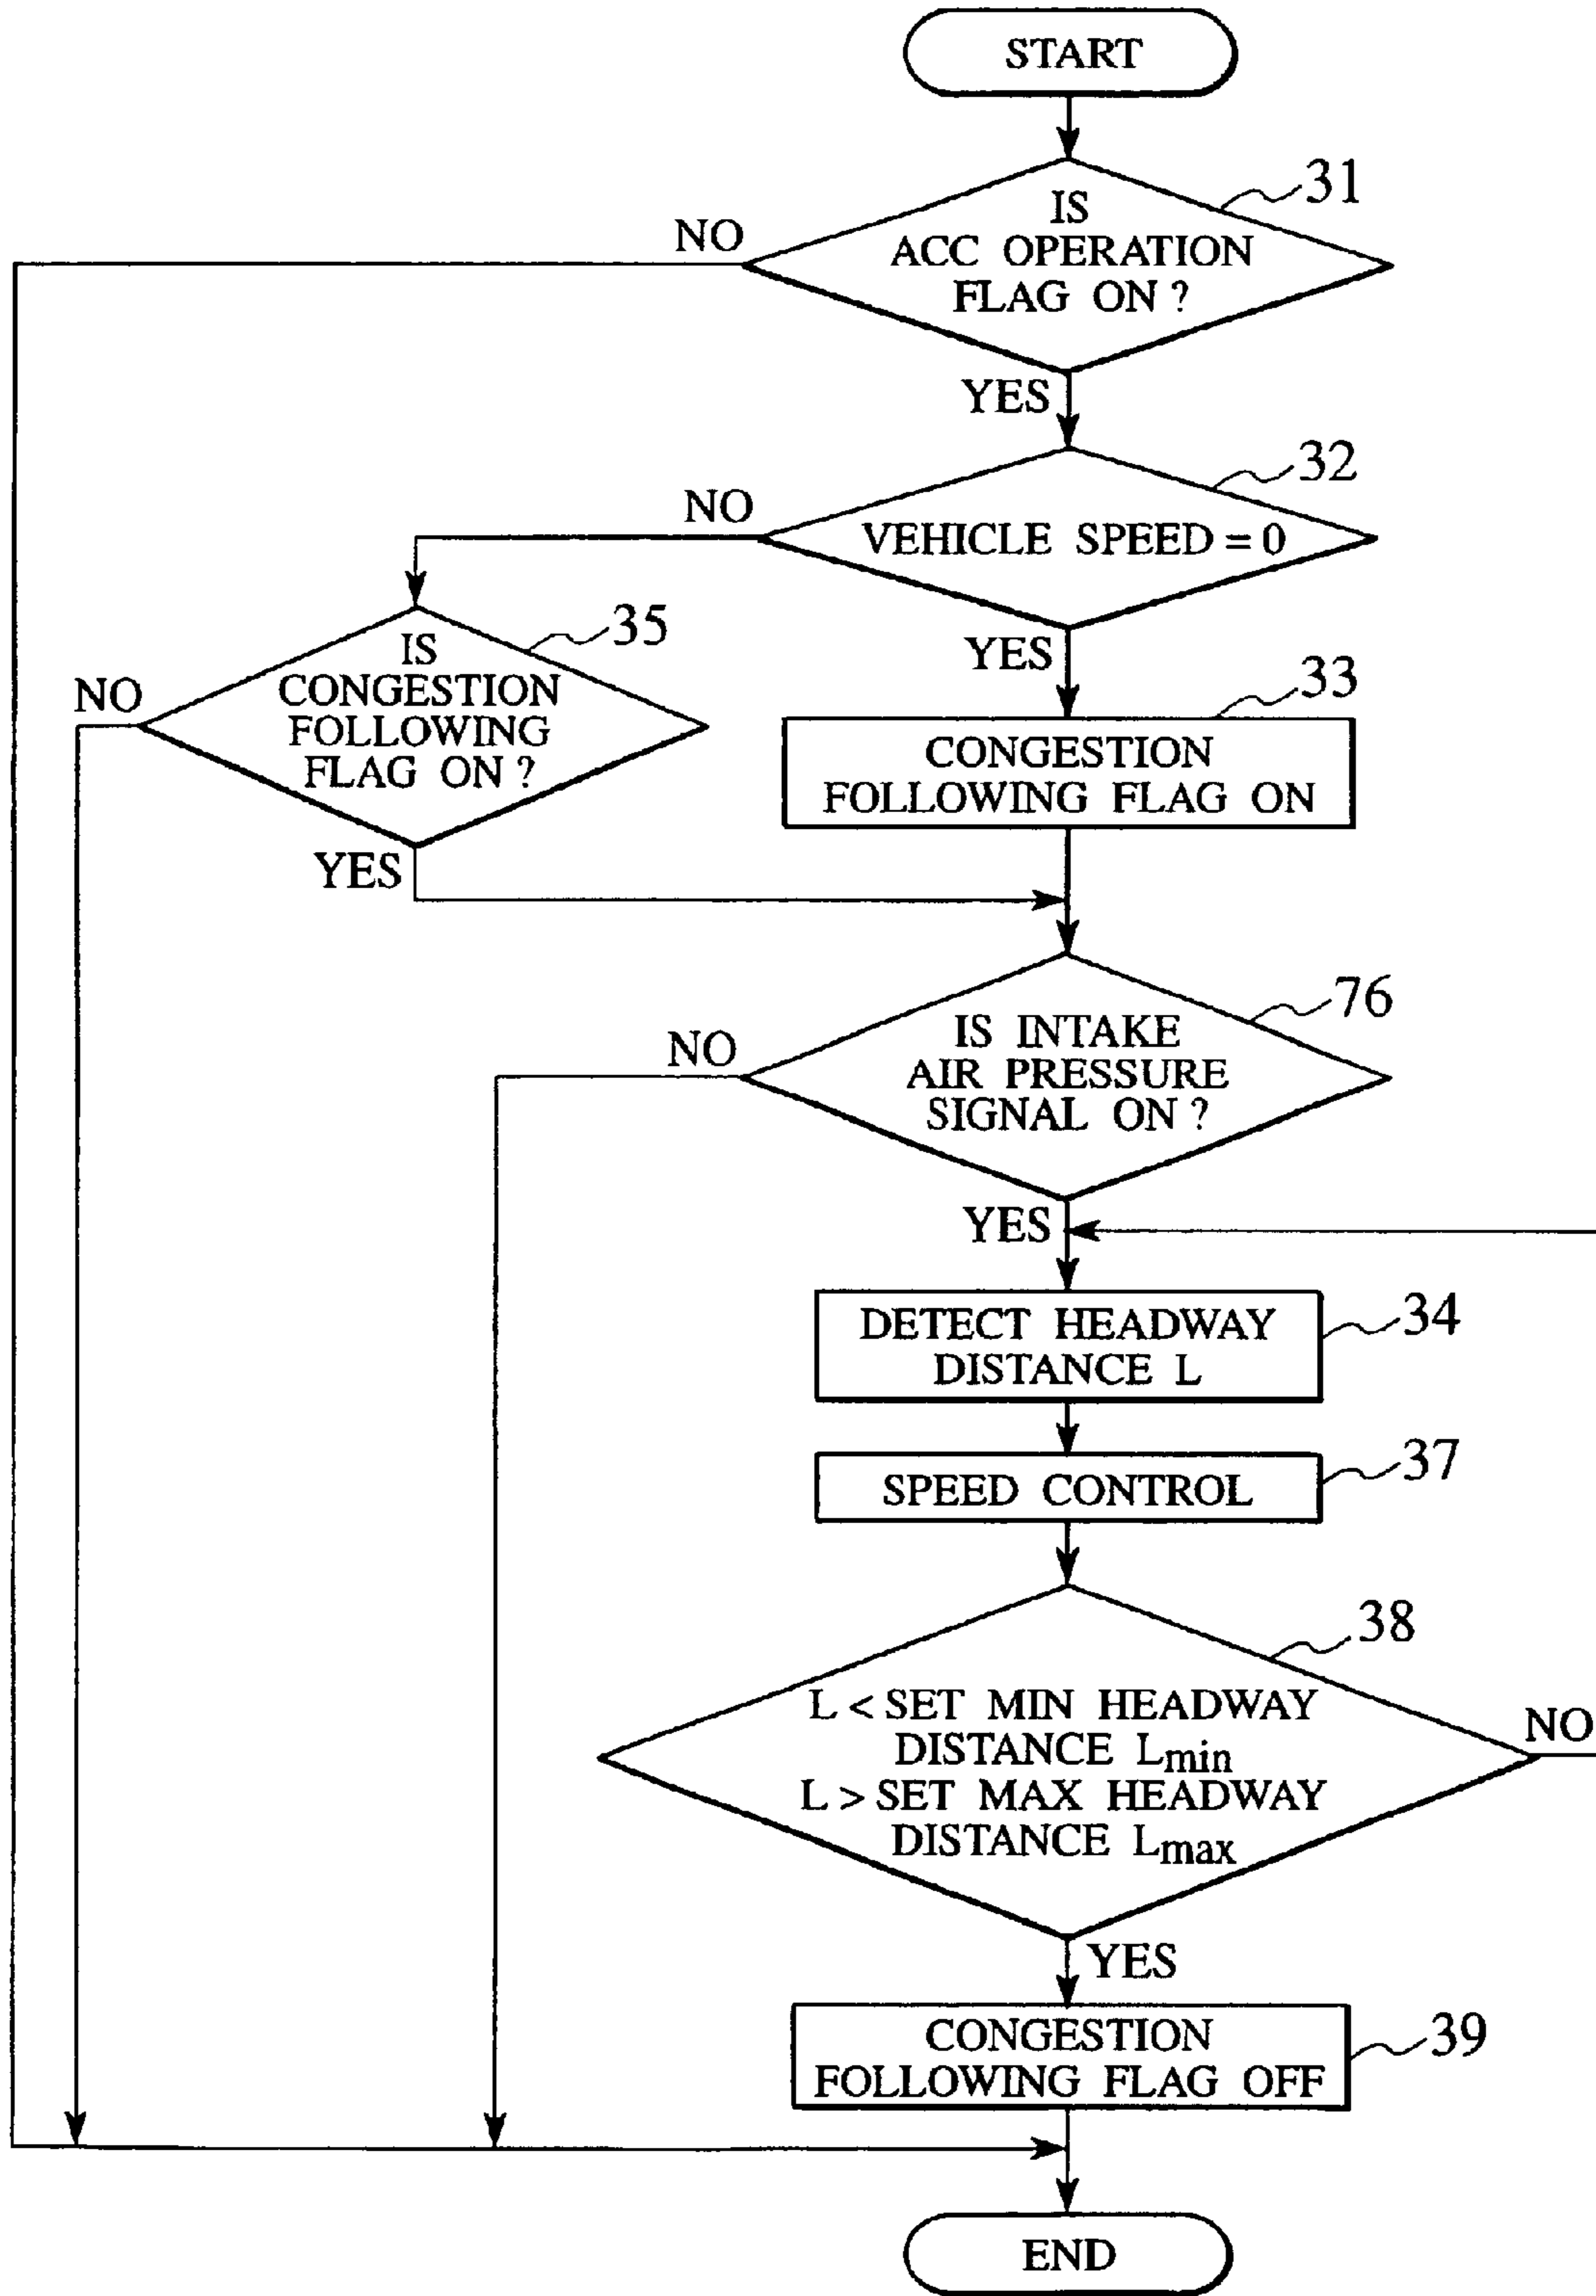 START
31
IS
ACC OPERATION
FLAG ON ?
NO
YES
32
VEHICLE SPEED = 0
NO
YES
35
IS
CONGESTION
FOLLOWING
FLAG ON ?
NO
YES
33
CONGESTION
FOLLOWING FLAG ON
76
IS INTAKE
AIR PRESSURE
SIGNAL ON ?
NO
YES
DETECT HEADWAY
DISTANCE L
34
SPEED CONTROL
37
38
L < SET MIN HEADWAY
DISTANCE Lmin
L > SET MAX HEADWAY
DISTANCE Lmax
NO
YES
CONGESTION
FOLLOWING FLAG OFF
39
END